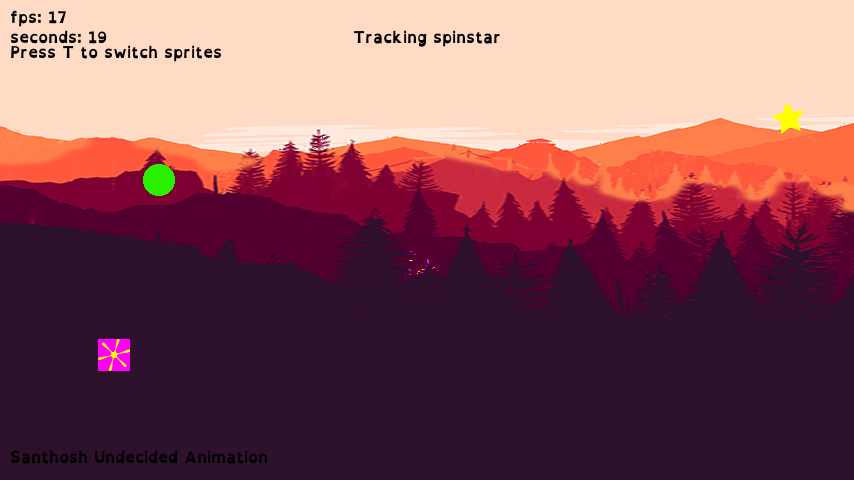 fps: 17
seconds: 19
Press T to switch sprites
Tracking spinstar
Santhosh Undecided Animation